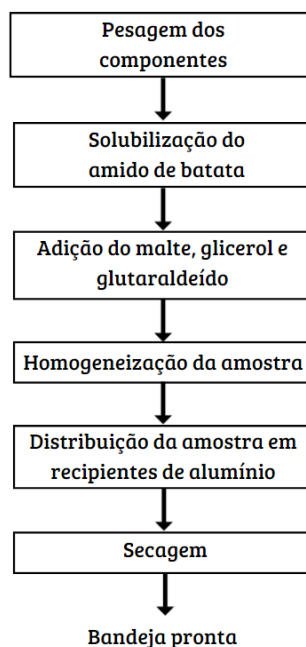 Pesagem dos
componentes
Solubilização do
amido de batata
Adição do malte, glicerol e
glutaraldeído
Homogeneização da amostra
Distribuição da amostra em
recipientes de alumínio
Secagem
Bandeja pronta